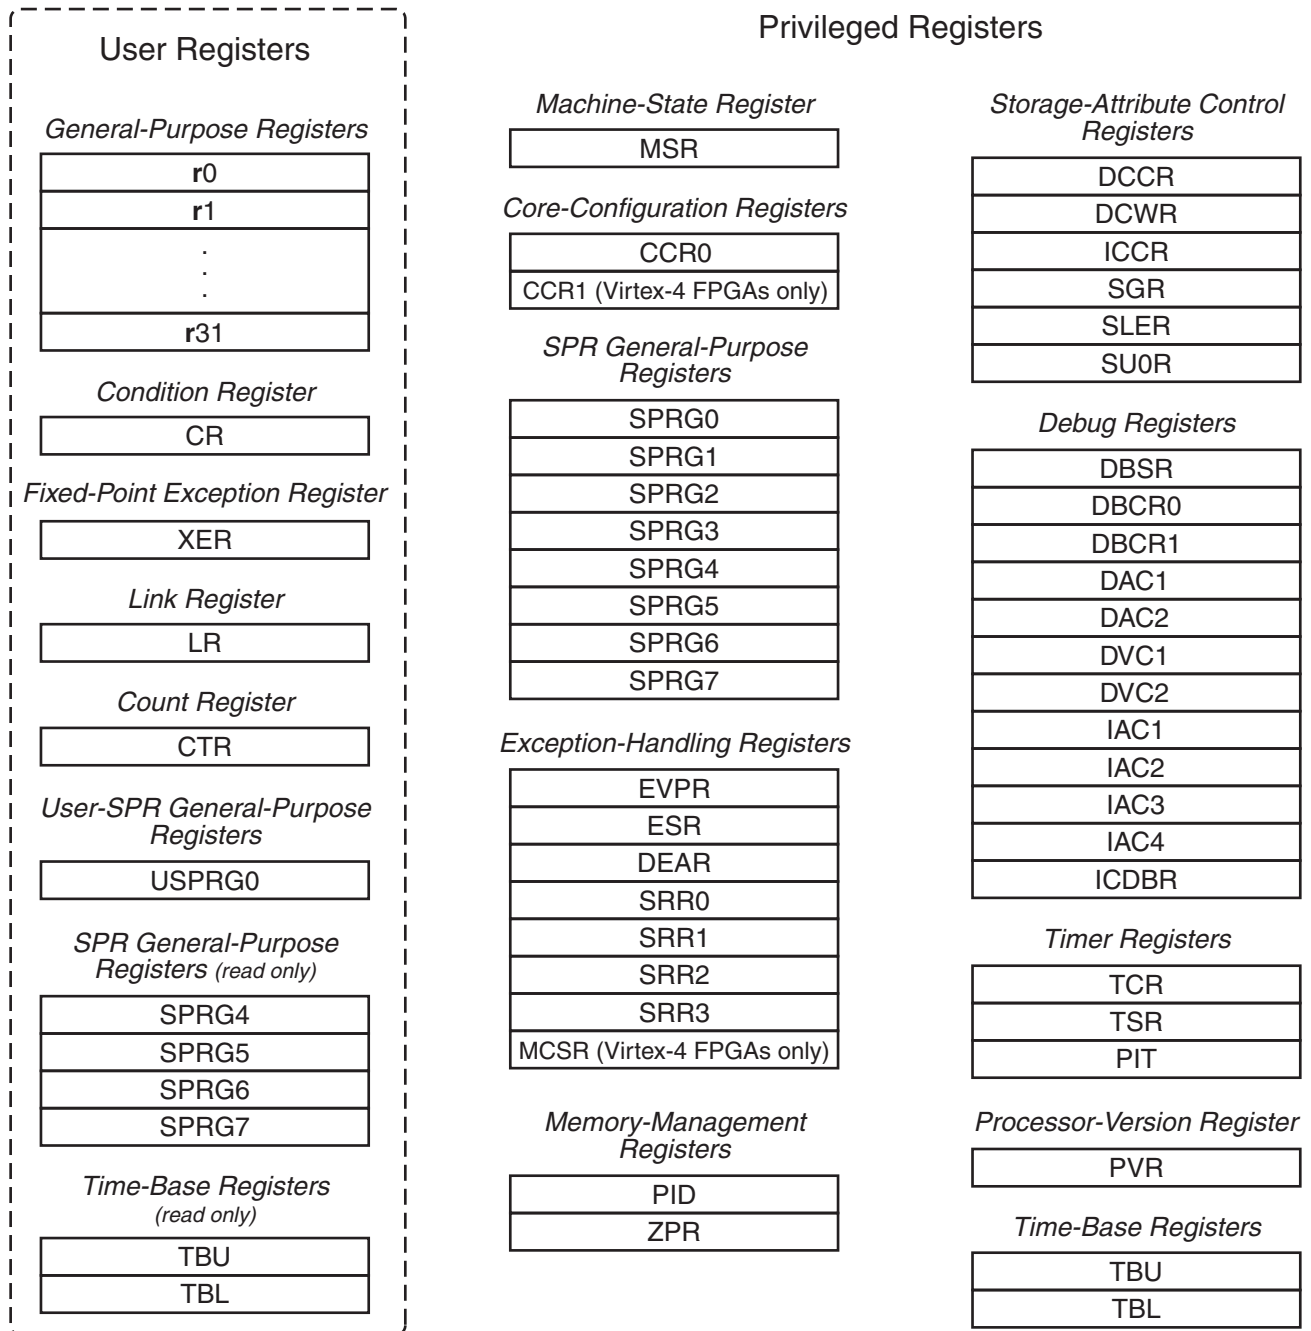 User Registers
General-Purpose Registers
r0
r1
.
.
.
r31
Condition Register
CR
Fixed-Point Exception Register
XER
Link Register
LR
Count Register
CTR
User-SPR General-Purpose
Registers
USPRG0
SPR General-Purpose
Registers (read only)
SPRG4
SPRG5
SPRG6
SPRG7
Time-Base Registers
(read only)
TBU
TBL
Privileged Registers
Machine-State Register
MSR
Core-Configuration Registers
CCR0
CCR1 (Virtex-4 FPGAs only)
SPR General-Purpose
Registers
SPRG0
SPRG1
SPRG2
SPRG3
SPRG4
SPRG5
SPRG6
SPRG7
Exception-Handling Registers
EVPR
ESR
DEAR
SRR0
SRR1
SRR2
SRR3
MCSR (Virtex-4 FPGAs only)
Memory-Management
Registers
PID
ZPR
Storage-Attribute Control
Registers
DCCR
DCWR
ICCR
SGR
SLER
SU0R
Debug Registers
DBSR
DBCR0
DBCR1
DAC1
DAC2
DVC1
DVC2
IAC1
IAC2
IAC3
IAC4
ICDBR
Timer Registers
TCR
TSR
PIT
Processor-Version Register
PVR
Time-Base Registers
TBU
TBL